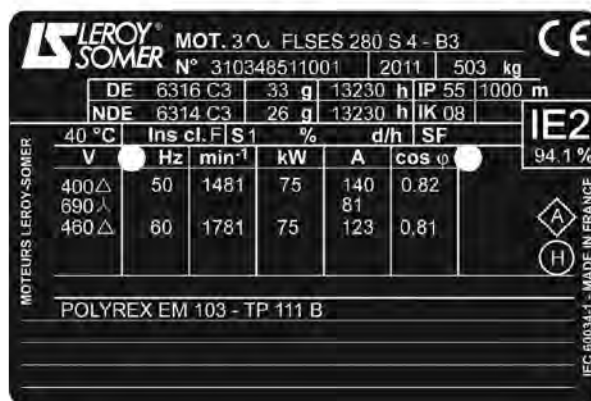 LS LEROY SOMER
MOT. 3~ FLSES 280 S 4 - B3
CE
N° 310348511001 2011 503 kg
DE 6316 C3 33 g 13230 h IP 55 1000 m
NDE 6314 C3 26 g 13230 h IK 08
IE2
94.1 %
40 °C Ins cl. F S1 % d/h SF
V Hz min-1 kW A cos φ
400△ 50 1481 75 140 0.82
690⅄ 81
460△ 60 1781 75 123 0,81
A
H
POLYREX EM 103 - TP 111 B
MOTEURS LEROY-SOMER
IEC 60034-1 - MADE IN FRANCE